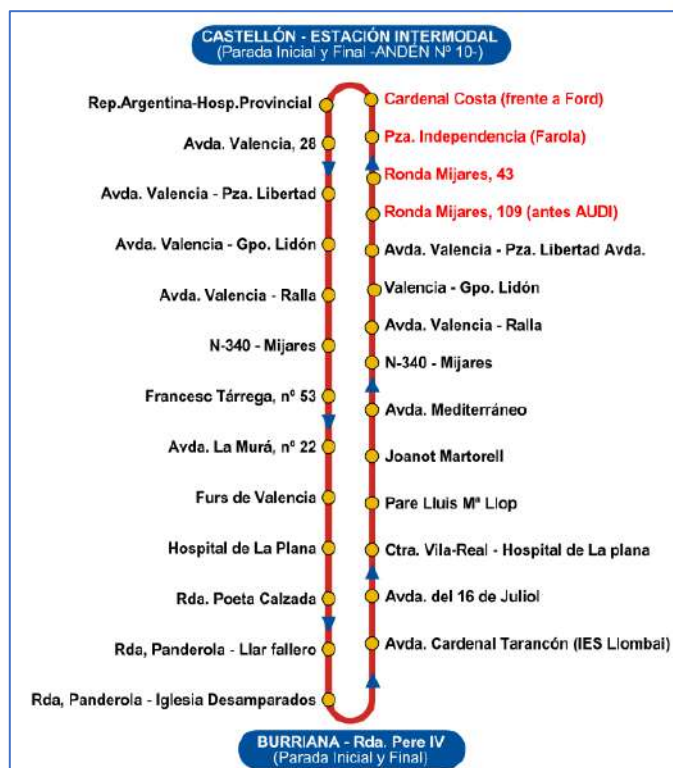 CASTELLÓN - ESTACIÓN INTERMODAL
(Parada Inicial y Final -ANDÉN Nº 10-)
Rep.Argentina-Hosp.Provincial
Avda. Valencia, 28
Avda. Valencia - Pza. Libertad
Avda. Valencia - Gpo. Lidón
Avda. Valencia - Ralla
N-340 - Mijares
Francesc Tárrega, nº 53
Avda. La Murá, nº 22
Furs de Valencia
Hospital de La Plana
Rda. Poeta Calzada
Rda, Panderola - Llar fallero
Rda, Panderola - Iglesia Desamparados
Cardenal Costa (frente a Ford)
Pza. Independencia (Farola)
Ronda Mijares, 43
Ronda Mijares, 109 (antes AUDI)
Avda. Valencia - Pza. Libertad Avda.
Valencia - Gpo. Lidón
Avda. Valencia - Ralla
N-340 - Mijares
Avda. Mediterráneo
Joanot Martorell
Pare Lluis Mª Llop
Ctra. Vila-Real - Hospital de La plana
Avda. del 16 de Juliol
Avda. Cardenal Tarancón (IES Llombai)
BURRIANA - Rda. Pere IV
(Parada Inicial y Final)